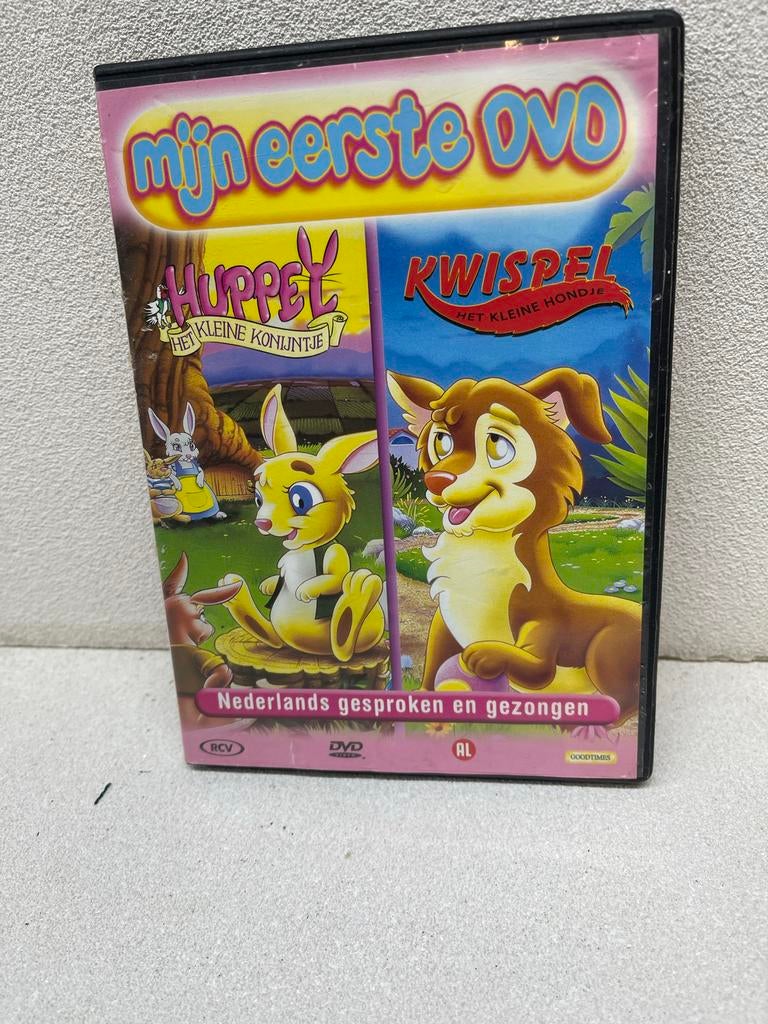 mijn eerste DVD
HUPPEL
HET KLEINE KONIJNTJE
KWISPEL
HET KLEINE HONDJE
Nederlands gesproken en gezongen
RCV
DVD
VIDEO
AL
GOODTIMES